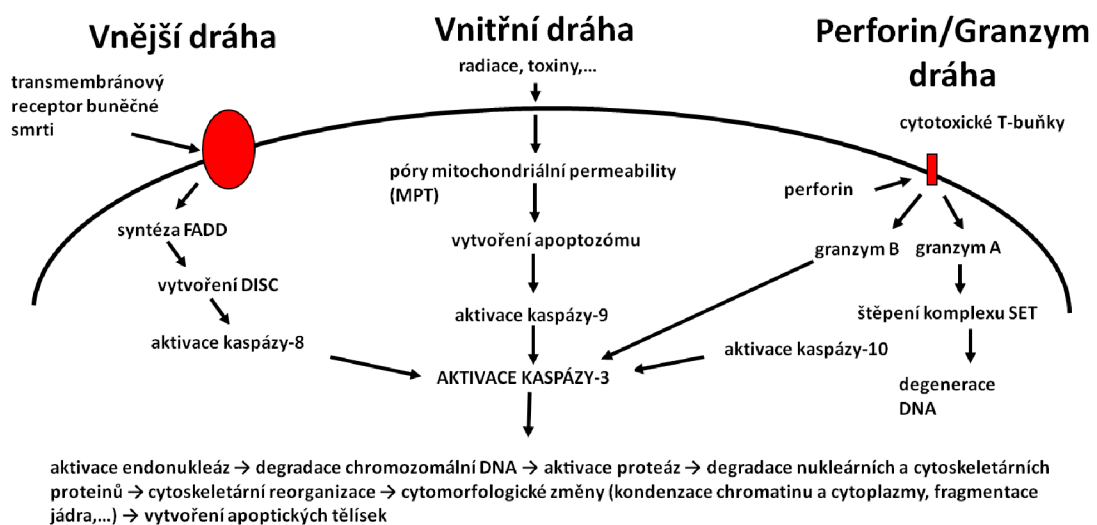 Vnější dráha
transmembránový
receptor buněčné
smrti
syntéza FADD
vytvoření DISC
aktivace kaspázy-8
Vnitřní dráha
radiace, toxiny,...
póry mitochondriální permeability
(MPT)
vytvoření apoptozómu
aktivace kaspázy-9
AKTIVACE KASPÁZY-3
Perforin/Granzym
dráha
cytotoxické T-buňky
perforin
granzym B
granzym A
štěpení komplexu SET
aktivace kaspázy-10
degenerace
DNA
aktivace endonukleáz → degradace chromozomální DNA → aktivace proteáz → degradace nukleárních a cytoskeletárních
proteinů → cytoskeletární reorganizace → cytomorfologické změny (kondenzace chromatinu a cytoplazmy, fragmentace
jádra,...) → vytvoření apoptických tělísek